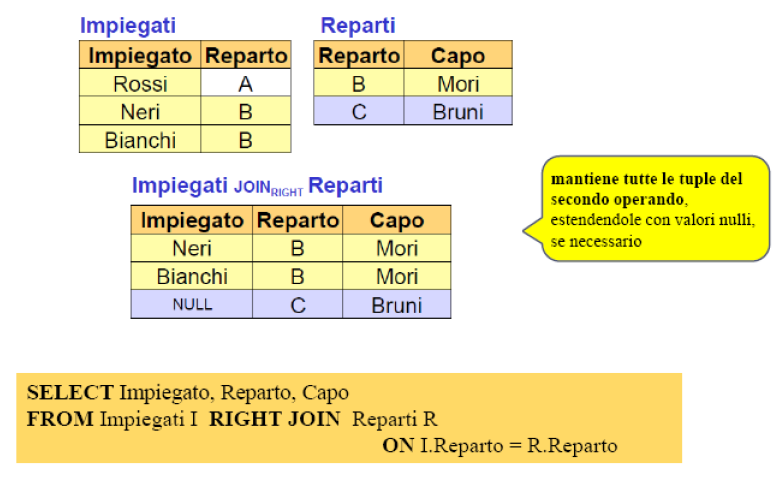 Impiegati
Impiegato Reparto
Rossi A
Neri B
Bianchi B
Reparti
Reparto Capo
B Mori
C Bruni
Impiegati JOINRIGHT Reparti
Impiegato Reparto Capo
Neri B Mori
Bianchi B Mori
NULL C Bruni
mantiene tutte le tuple del
secondo operando,
estendendole con valori nulli,
se necessario
SELECT Impiegato, Reparto, Capo
FROM Impiegati I RIGHT JOIN Reparti R
ON I.Reparto = R.Reparto